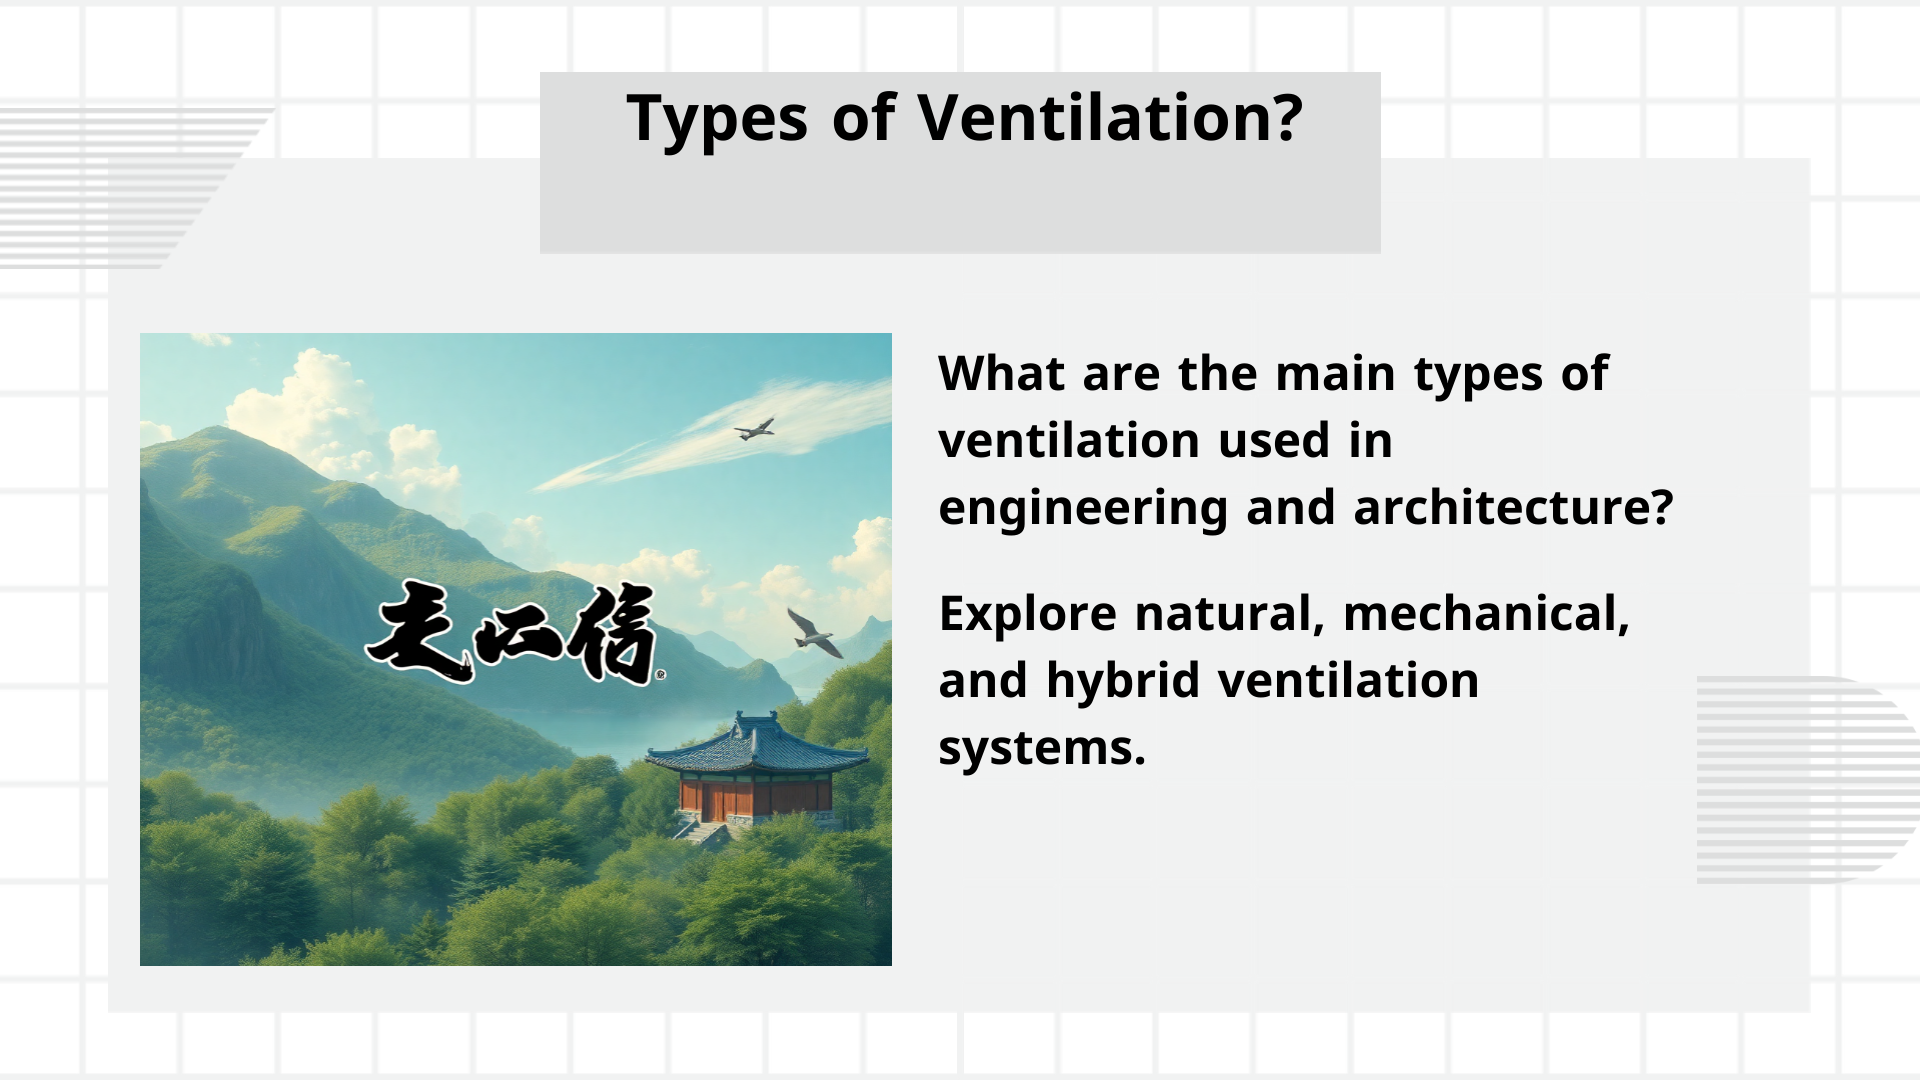 Types of Ventilation?
What are the main types of
ventilation used in
engineering and architecture?
Explore natural, mechanical,
and hybrid ventilation
systems.